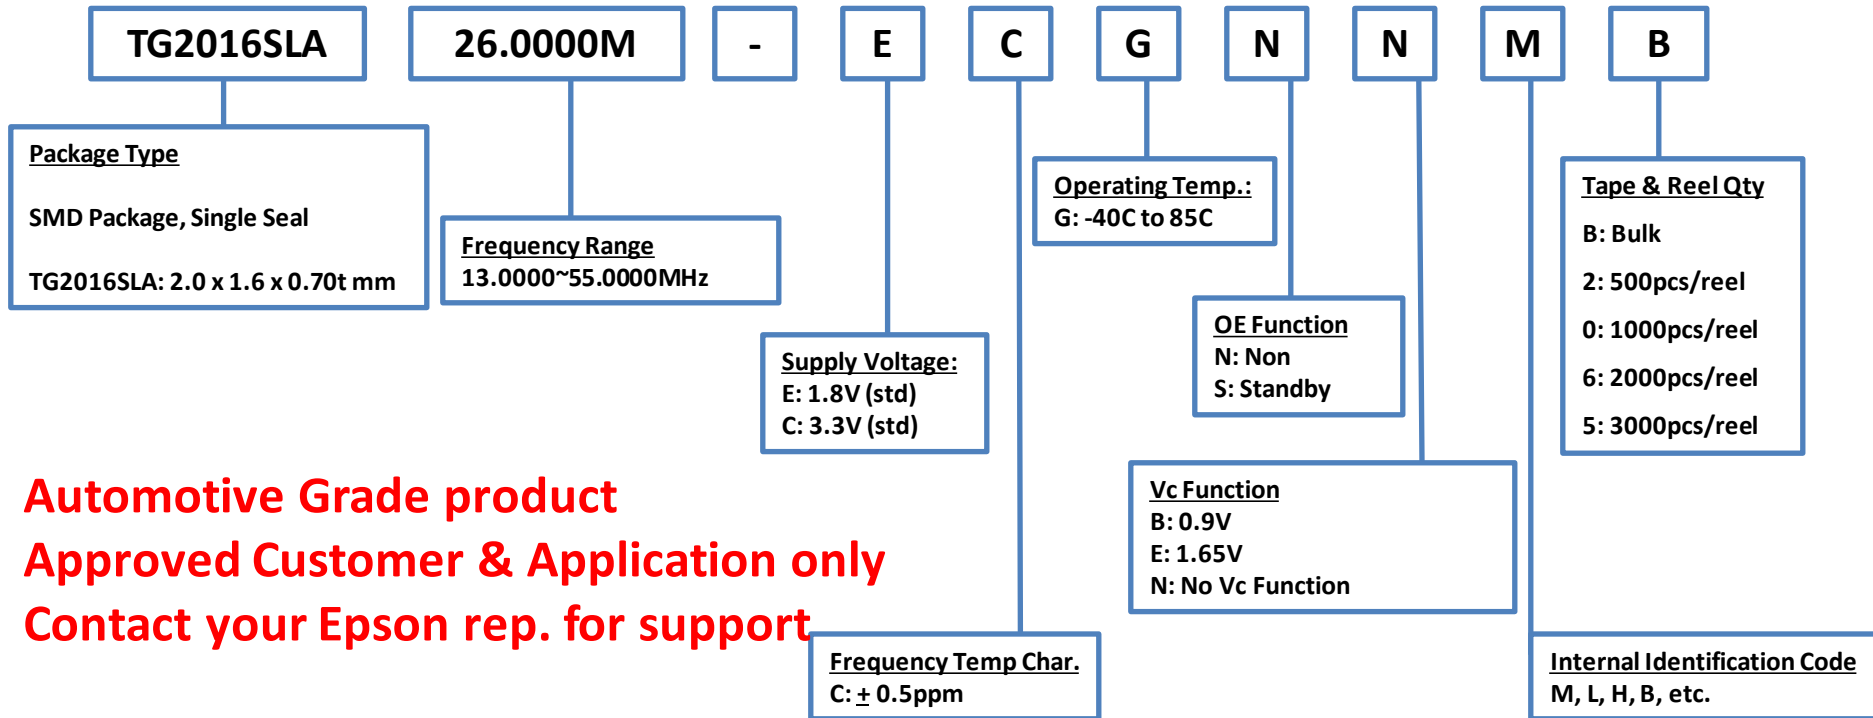 TG2016SLA 26.0000M - E C G N N M B
Package Type
SMD Package, Single Seal
TG2016SLA: 2.0 x 1.6 x 0.70t mm
Frequency Range
13.0000~55.0000MHz
Supply Voltage:
E: 1.8V (std)
C: 3.3V (std)
Frequency Temp Char.
C: ± 0.5ppm
Operating Temp.:
G: -40C to 85C
OE Function
N: Non
S: Standby
Vc Function
B: 0.9V
E: 1.65V
N: No Vc Function
Internal Identification Code
M, L, H, B, etc.
Tape & Reel Qty
B: Bulk
2: 500pcs/reel
0: 1000pcs/reel
6: 2000pcs/reel
5: 3000pcs/reel
Automotive Grade product
Approved Customer & Application only
Contact your Epson rep. for support